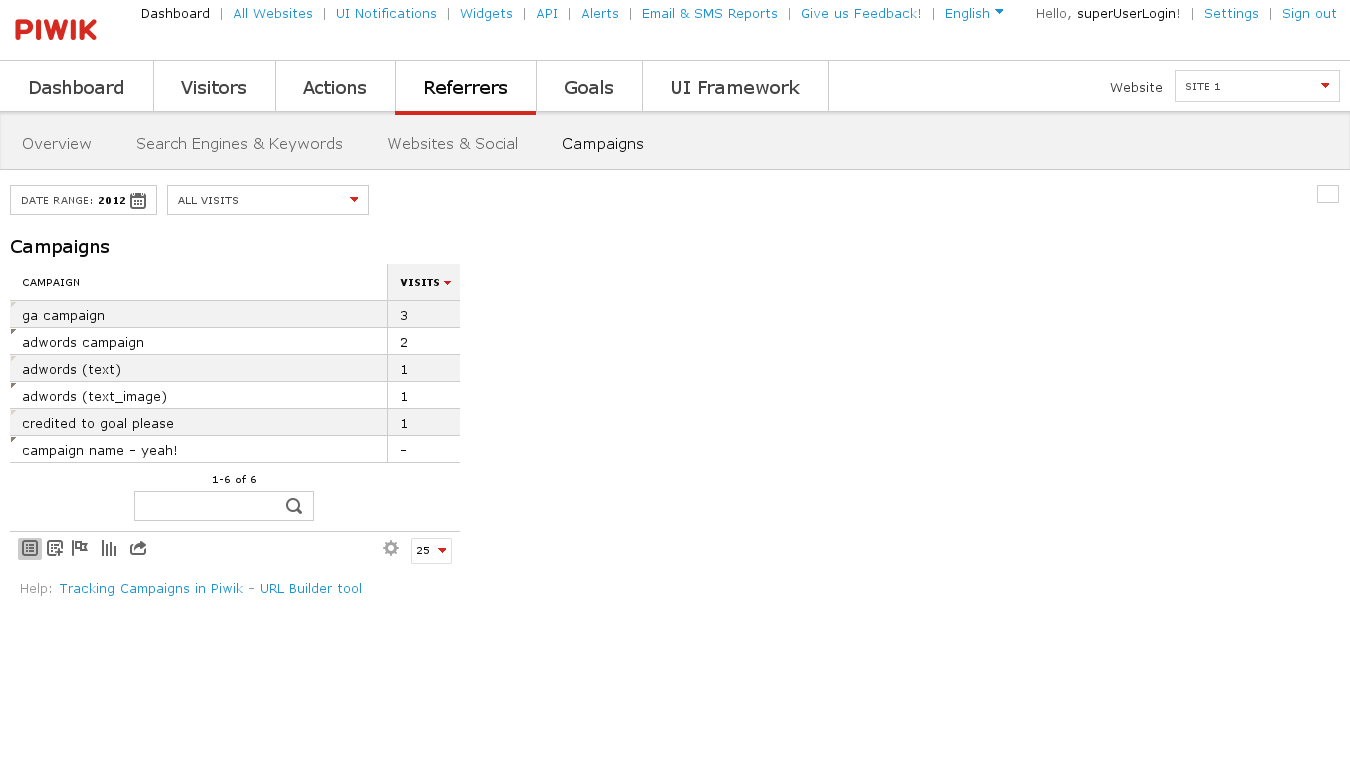 PIWIK
Dashboard | All Websites | UI Notifications | Widgets | API | Alerts | Email & SMS Reports | Give us Feedback! | English
Hello, superUserLogin! | Settings | Sign out
Dashboard Visitors Actions Referrers Goals UI Framework
Website SITE 1
Overview Search Engines & Keywords Websites & Social Campaigns
DATE RANGE: 2012 ALL VISITS
Campaigns
CAMPAIGN VISITS
ga campaign 3
adwords campaign 2
adwords (text) 1
adwords (text_image) 1
credited to goal please 1
campaign name - yeah! -
1-6 of 6
25
Help: Tracking Campaigns in Piwik - URL Builder tool